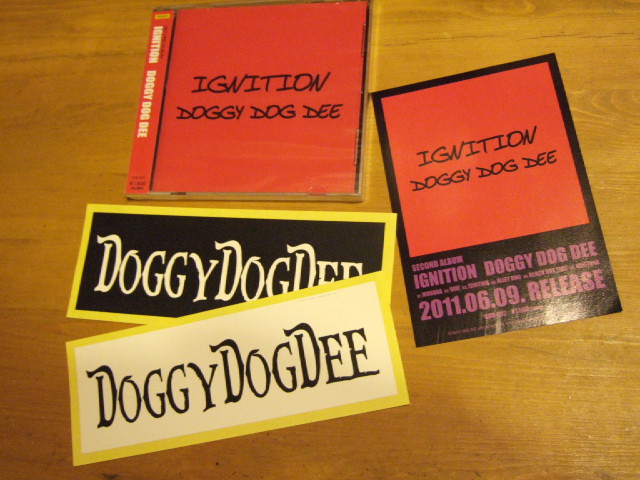 IGNITION DOGGY DOG DEE
IGNITION
DOGGY DOG DEE
IGNITION
DOGGY DOG DEE
SECOND ALBUM
IGNITION DOGGY DOG DEE
2011.06.09. RELEASE
DOGGYDOGDEE
DOGGYDOGDEE